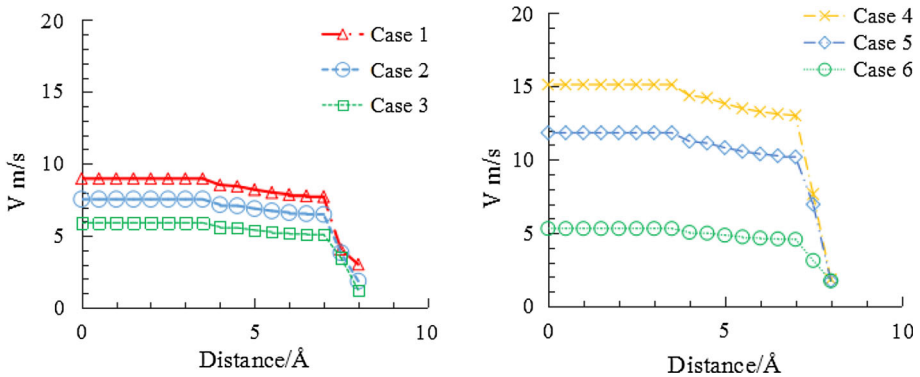 20
15
10
5
0
V m/s
0 5 10
Distance/Å
Case 1
Case 2
Case 3
20
15
10
5
0
V m/s
0 5 10
Distance/Å
Case 4
Case 5
Case 6